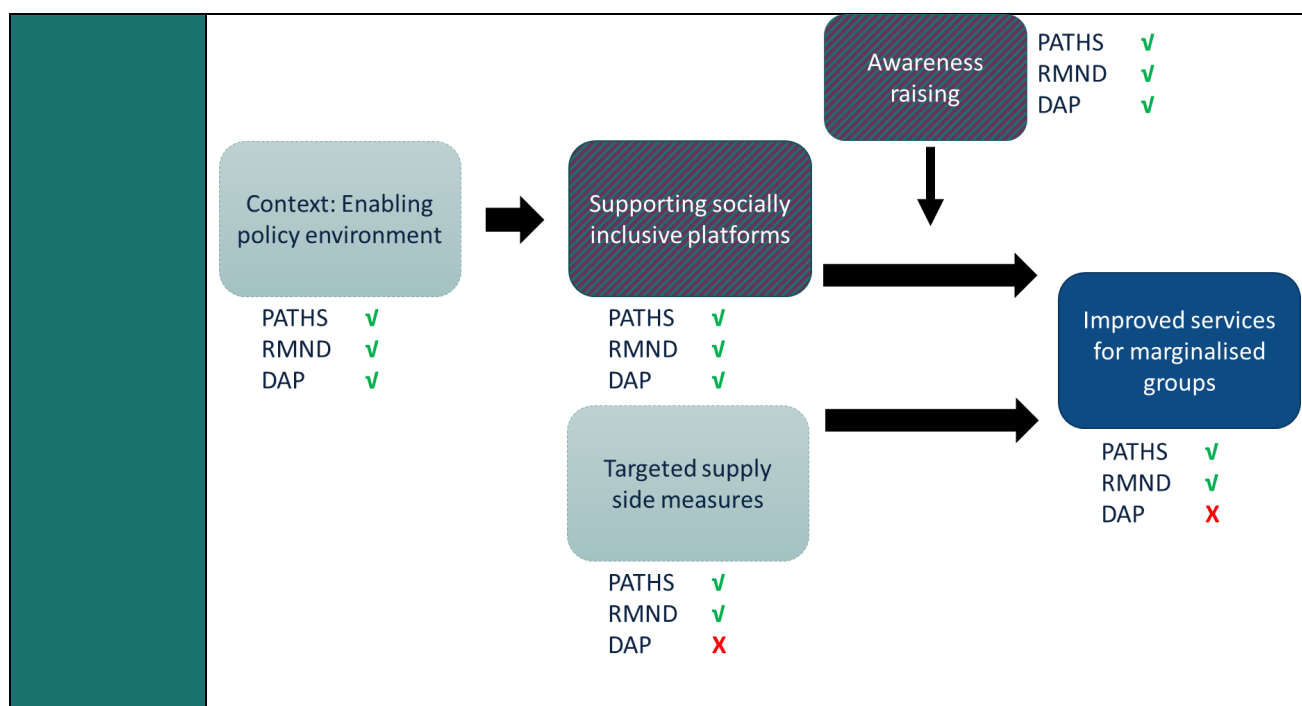 Awareness
raising
PATHS √
RMND √
DAP √
Context: Enabling
policy environment
PATHS √
RMND √
DAP √
Supporting socially
inclusive platforms
PATHS √
RMND √
DAP √
Targeted supply
side measures
PATHS √
RMND √
DAP X
Improved services
for marginalised
groups
PATHS √
RMND √
DAP X